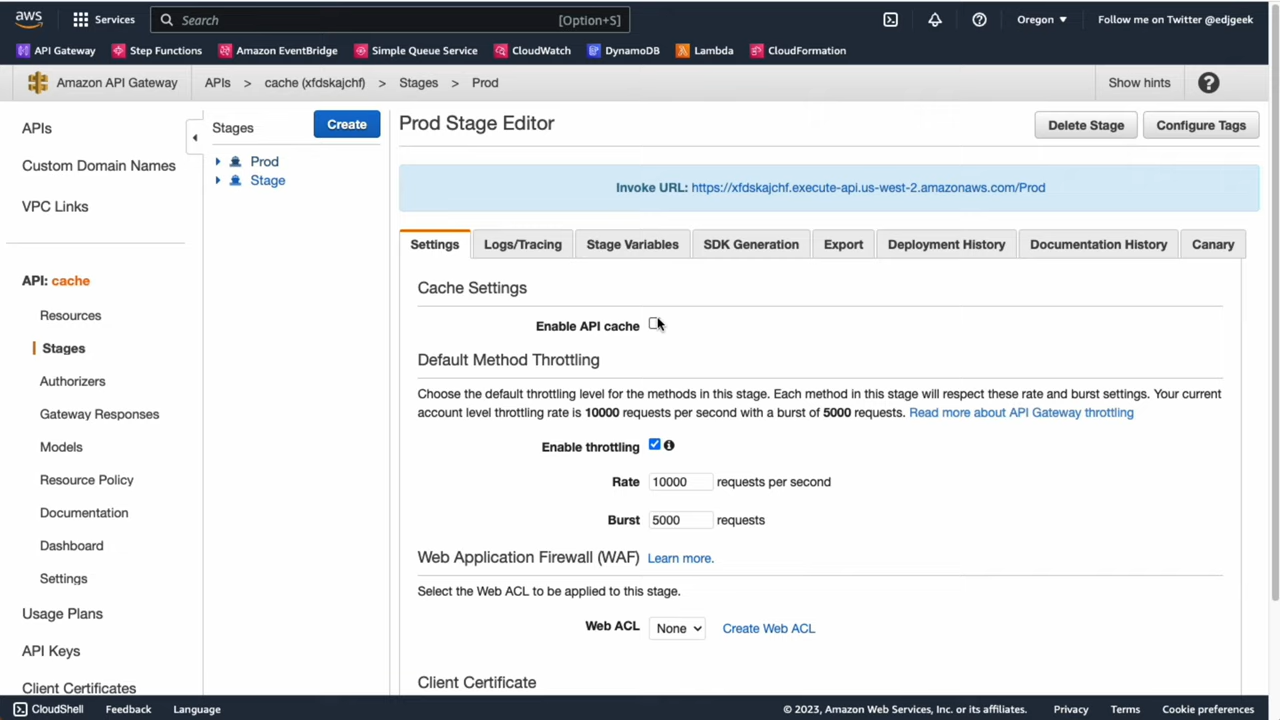 aws
Services
Search
[Option+S]
Oregon
Follow me on Twitter @edjgeek
API Gateway
Step Functions
Amazon EventBridge
Simple Queue Service
CloudWatch
DynamoDB
Lambda
CloudFormation
Amazon API Gateway
APIs > cache (xfdskajchf) > Stages > Prod
Show hints
?
APIs
Custom Domain Names
VPC Links
API: cache
Resources
Stages
Authorizers
Gateway Responses
Models
Resource Policy
Documentation
Dashboard
Settings
Usage Plans
API Keys
Client Certificates
Stages
Create
Prod
Stage
Prod Stage Editor
Delete Stage
Configure Tags
Invoke URL: https://xfdskajchf.execute-api.us-west-2.amazonaws.com/Prod
Settings
Logs/Tracing
Stage Variables
SDK Generation
Export
Deployment History
Documentation History
Canary
Cache Settings
Enable API cache
Default Method Throttling
Choose the default throttling level for the methods in this stage. Each method in this stage will respect these rate and burst settings. Your current
account level throttling rate is 10000 requests per second with a burst of 5000 requests. Read more about API Gateway throttling
Enable throttling
Rate 10000 requests per second
Burst 5000 requests
Web Application Firewall (WAF) Learn more.
Select the Web ACL to be applied to this stage.
Web ACL None Create Web ACL
Client Certificate
CloudShell
Feedback
Language
© 2023, Amazon Web Services, Inc. or its affiliates.
Privacy
Terms
Cookie preferences